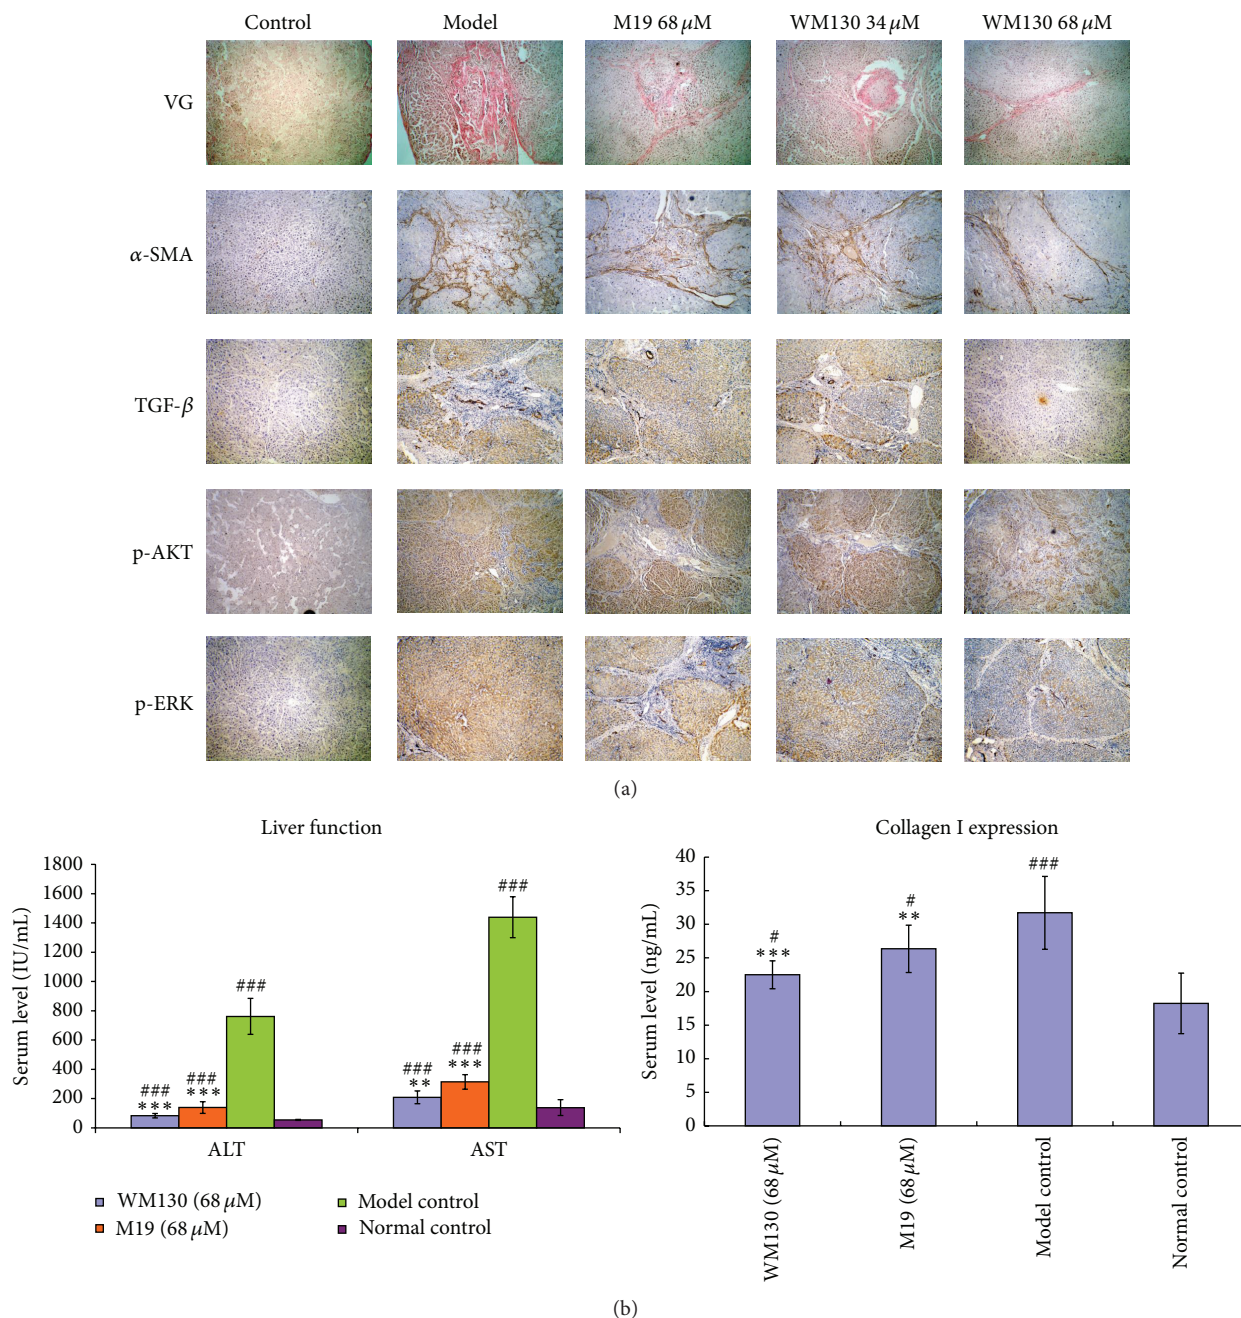 Control Model M19 68 μM WM130 34 μM WM130 68 μM
VG
α-SMA
TGF-β
p-AKT
p-ERK
(a)
Liver function
Serum level (IU/mL)
1800
1600
1400
1200
1000
800
600
400
200
0
###
***
###
***
###
###
**
###
***
###
ALT AST
WM130 (68 μM)
M19 (68 μM)
Model control
Normal control
Collagen I expression
Serum level (ng/mL)
40
35
30
25
20
15
10
5
0
#
***
#
**
###
WM130 (68 μM)
M19 (68 μM)
Model control
Normal control
(b)